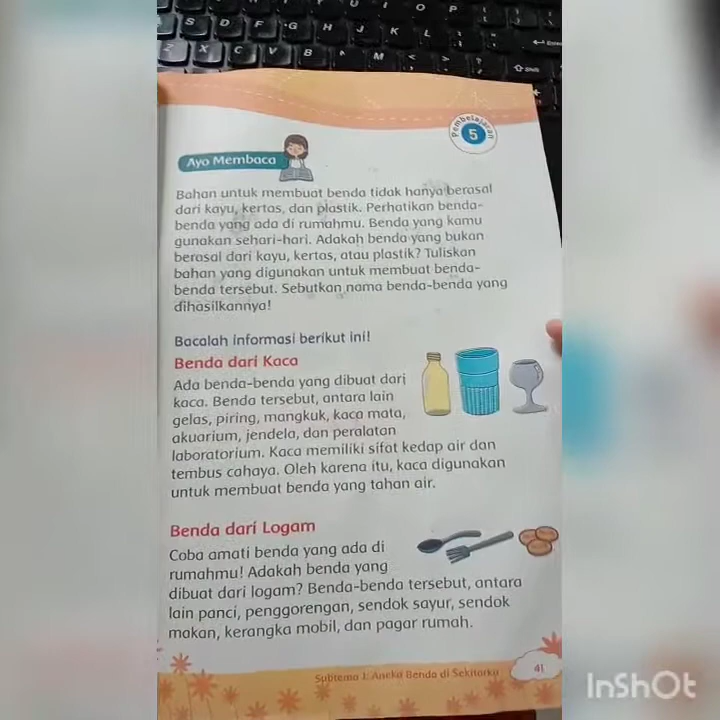 Pembelajaran
5
Ayo Membaca
Bahan untuk membuat benda tidak hanya berasal
dari kayu, kertas, dan plastik. Perhatikan benda-
benda yang ada di rumahmu. Benda yang kamu
gunakan sehari-hari. Adakah benda yang bukan
berasal dari kayu, kertas, atau plastik? Tuliskan
bahan yang digunakan untuk membuat benda-
benda tersebut. Sebutkan nama benda-benda yang
dihasilkannya!
Bacalah informasi berikut ini!
Benda dari Kaca
Ada benda-benda yang dibuat dari
kaca. Benda tersebut, antara lain
gelas, piring, mangkuk, kaca mata,
akuarium, jendela, dan peralatan
laboratorium. Kaca memiliki sifat kedap air dan
tembus cahaya. Oleh karena itu, kaca digunakan
untuk membuat benda yang tahan air.
Benda dari Logam
Coba amati benda yang ada di
rumahmu! Adakah benda yang
dibuat dari logam? Benda-benda tersebut, antara
lain panci, penggorengan, sendok sayur, sendok
makan, kerangka mobil, dan pagar rumah.
Subtema 1: Aneka Benda di Sekitarku
41
InShOt